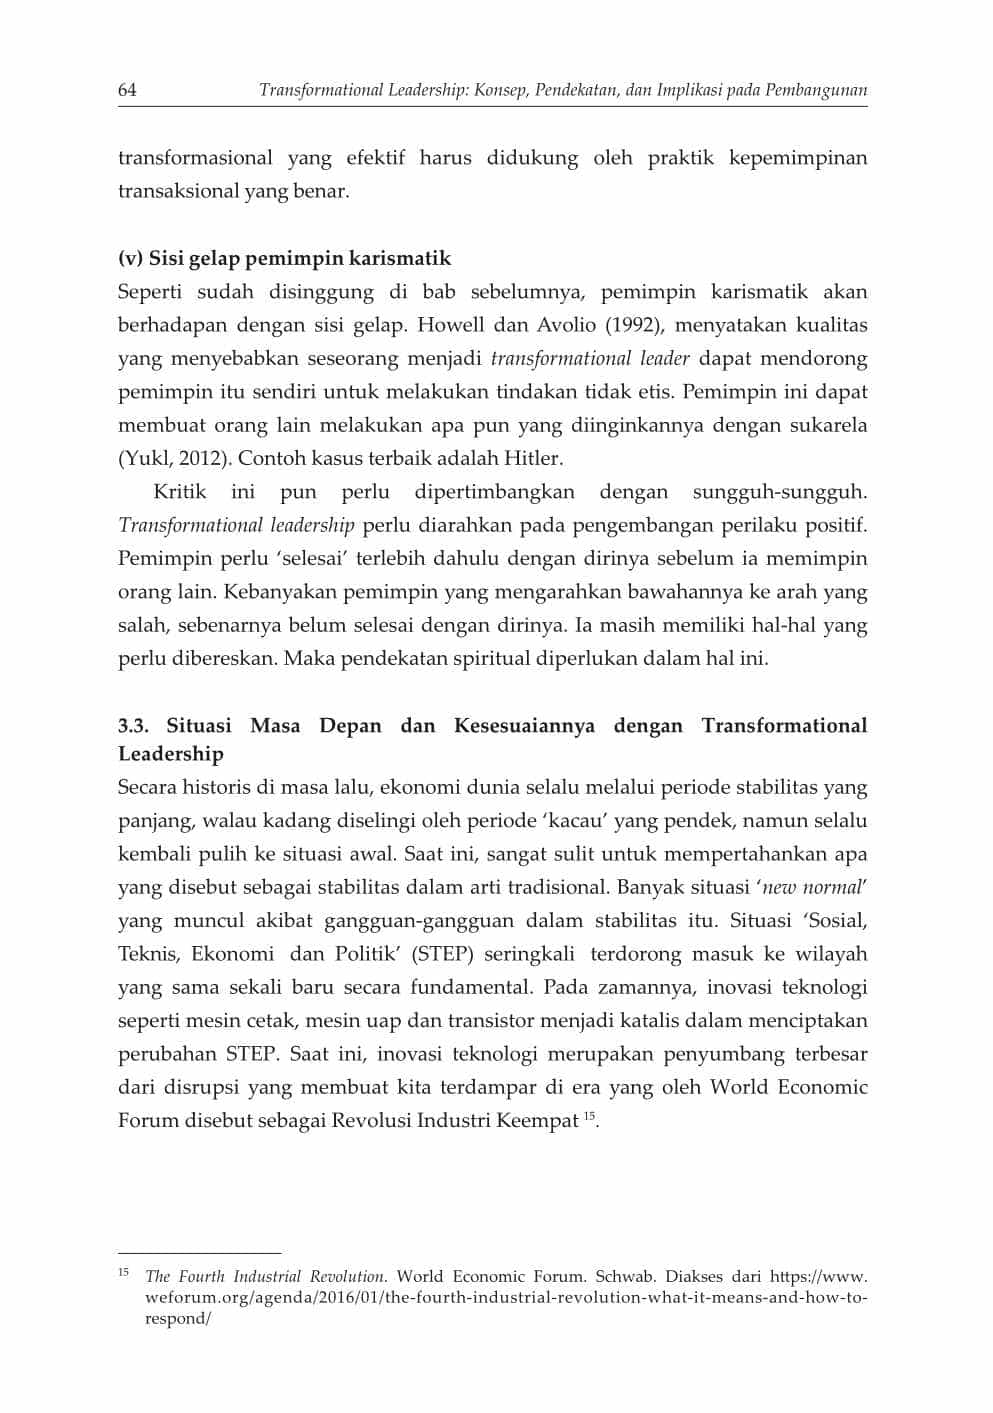 64 Transformational Leadership: Konsep, Pendekatan, dan Implikasi pada Pembangunan
transformasional yang efektif harus didukung oleh praktik kepemimpinan
transaksional yang benar.
(v) Sisi gelap pemimpin karismatik
Seperti sudah disinggung di bab sebelumnya, pemimpin karismatik akan
berhadapan dengan sisi gelap. Howell dan Avolio (1992), menyatakan kualitas
yang menyebabkan seseorang menjadi transformational leader dapat mendorong
pemimpin itu sendiri untuk melakukan tindakan tidak etis. Pemimpin ini dapat
membuat orang lain melakukan apa pun yang diinginkannya dengan sukarela
(Yukl, 2012). Contoh kasus terbaik adalah Hitler.
Kritik ini pun perlu dipertimbangkan dengan sungguh-sungguh.
Transformational leadership perlu diarahkan pada pengembangan perilaku positif.
Pemimpin perlu ‘selesai’ terlebih dahulu dengan dirinya sebelum ia memimpin
orang lain. Kebanyakan pemimpin yang mengarahkan bawahannya ke arah yang
salah, sebenarnya belum selesai dengan dirinya. Ia masih memiliki hal-hal yang
perlu dibereskan. Maka pendekatan spiritual diperlukan dalam hal ini.
3.3. Situasi Masa Depan dan Kesesuaiannya dengan Transformational
Leadership
Secara historis di masa lalu, ekonomi dunia selalu melalui periode stabilitas yang
panjang, walau kadang diselingi oleh periode ‘kacau’ yang pendek, namun selalu
kembali pulih ke situasi awal. Saat ini, sangat sulit untuk mempertahankan apa
yang disebut sebagai stabilitas dalam arti tradisional. Banyak situasi ‘new normal’
yang muncul akibat gangguan-gangguan dalam stabilitas itu. Situasi ‘Sosial,
Teknis, Ekonomi dan Politik’ (STEP) seringkali terdorong masuk ke wilayah
yang sama sekali baru secara fundamental. Pada zamannya, inovasi teknologi
seperti mesin cetak, mesin uap dan transistor menjadi katalis dalam menciptakan
perubahan STEP. Saat ini, inovasi teknologi merupakan penyumbang terbesar
dari disrupsi yang membuat kita terdampar di era yang oleh World Economic
Forum disebut sebagai Revolusi Industri Keempat 15.
15 The Fourth Industrial Revolution. World Economic Forum. Schwab. Diakses dari https://www.
weforum.org/agenda/2016/01/the-fourth-industrial-revolution-what-it-means-and-how-to-
respond/